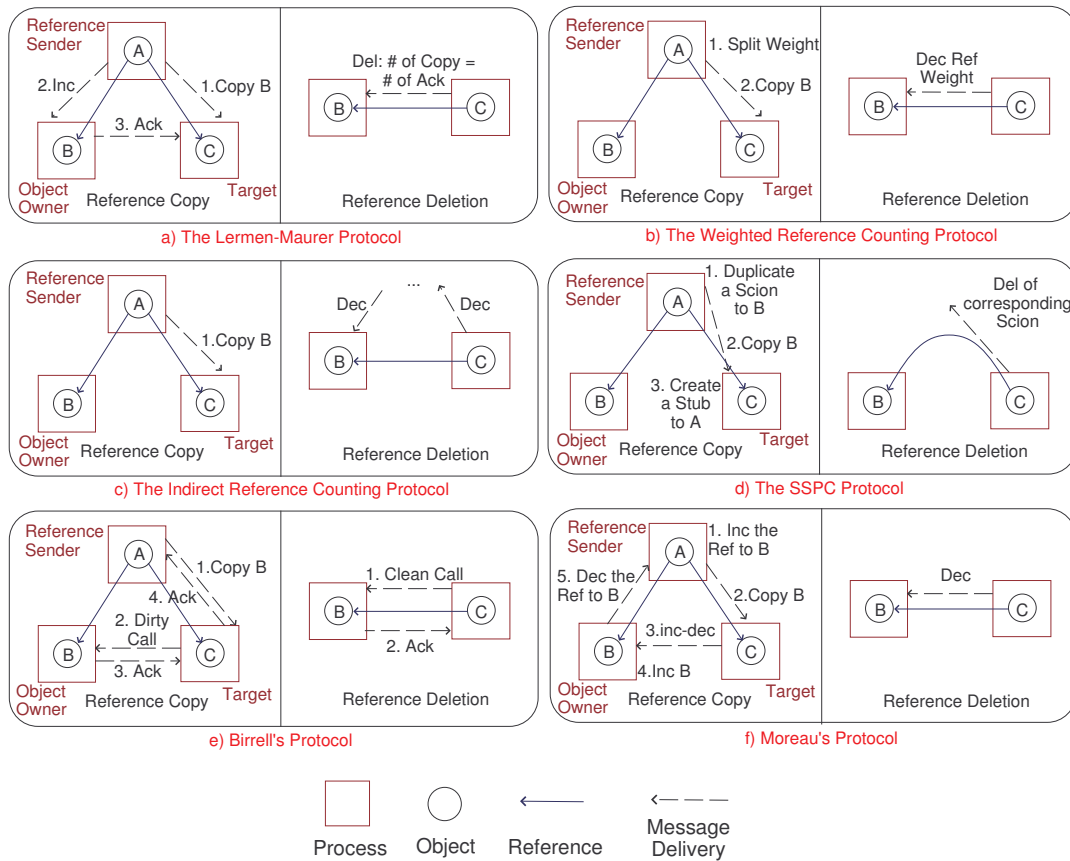 Reference
Sender
A
2.Inc
1.Copy B
3. Ack
B
C
Object
Owner
Reference Copy
Target
Del: # of Copy =
# of Ack
B
C
Reference Deletion
a) The Lermen-Maurer Protocol
Reference
Sender
A
1. Split Weight
2.Copy B
B
C
Object
Owner
Reference Copy
Target
Dec Ref
Weight
B
C
Reference Deletion
b) The Weighted Reference Counting Protocol
Reference
Sender
A
1.Copy B
B
C
Object
Owner
Reference Copy
Target
...
Dec
Dec
B
C
Reference Deletion
c) The Indirect Reference Counting Protocol
Reference
Sender
A
1. Duplicate
a Scion
to B
2.Copy B
3. Create
a Stub
to A
B
C
Object
Owner
Reference Copy
Target
Del of
corresponding
Scion
B
C
Reference Deletion
d) The SSPC Protocol
Reference
Sender
A
1.Copy B
4. Ack
2. Dirty
Call
3. Ack
B
C
Object
Owner
Reference Copy
Target
1. Clean Call
B
C
2. Ack
Reference Deletion
e) Birrell's Protocol
Reference
Sender
A
1. Inc the
Ref to B
5. Dec the
Ref to B
2.Copy B
3.inc-dec
4.Inc B
B
C
Object
Owner
Reference Copy
Target
Dec
B
C
Reference Deletion
f) Moreau's Protocol
Process
Object
Reference
Message
Delivery